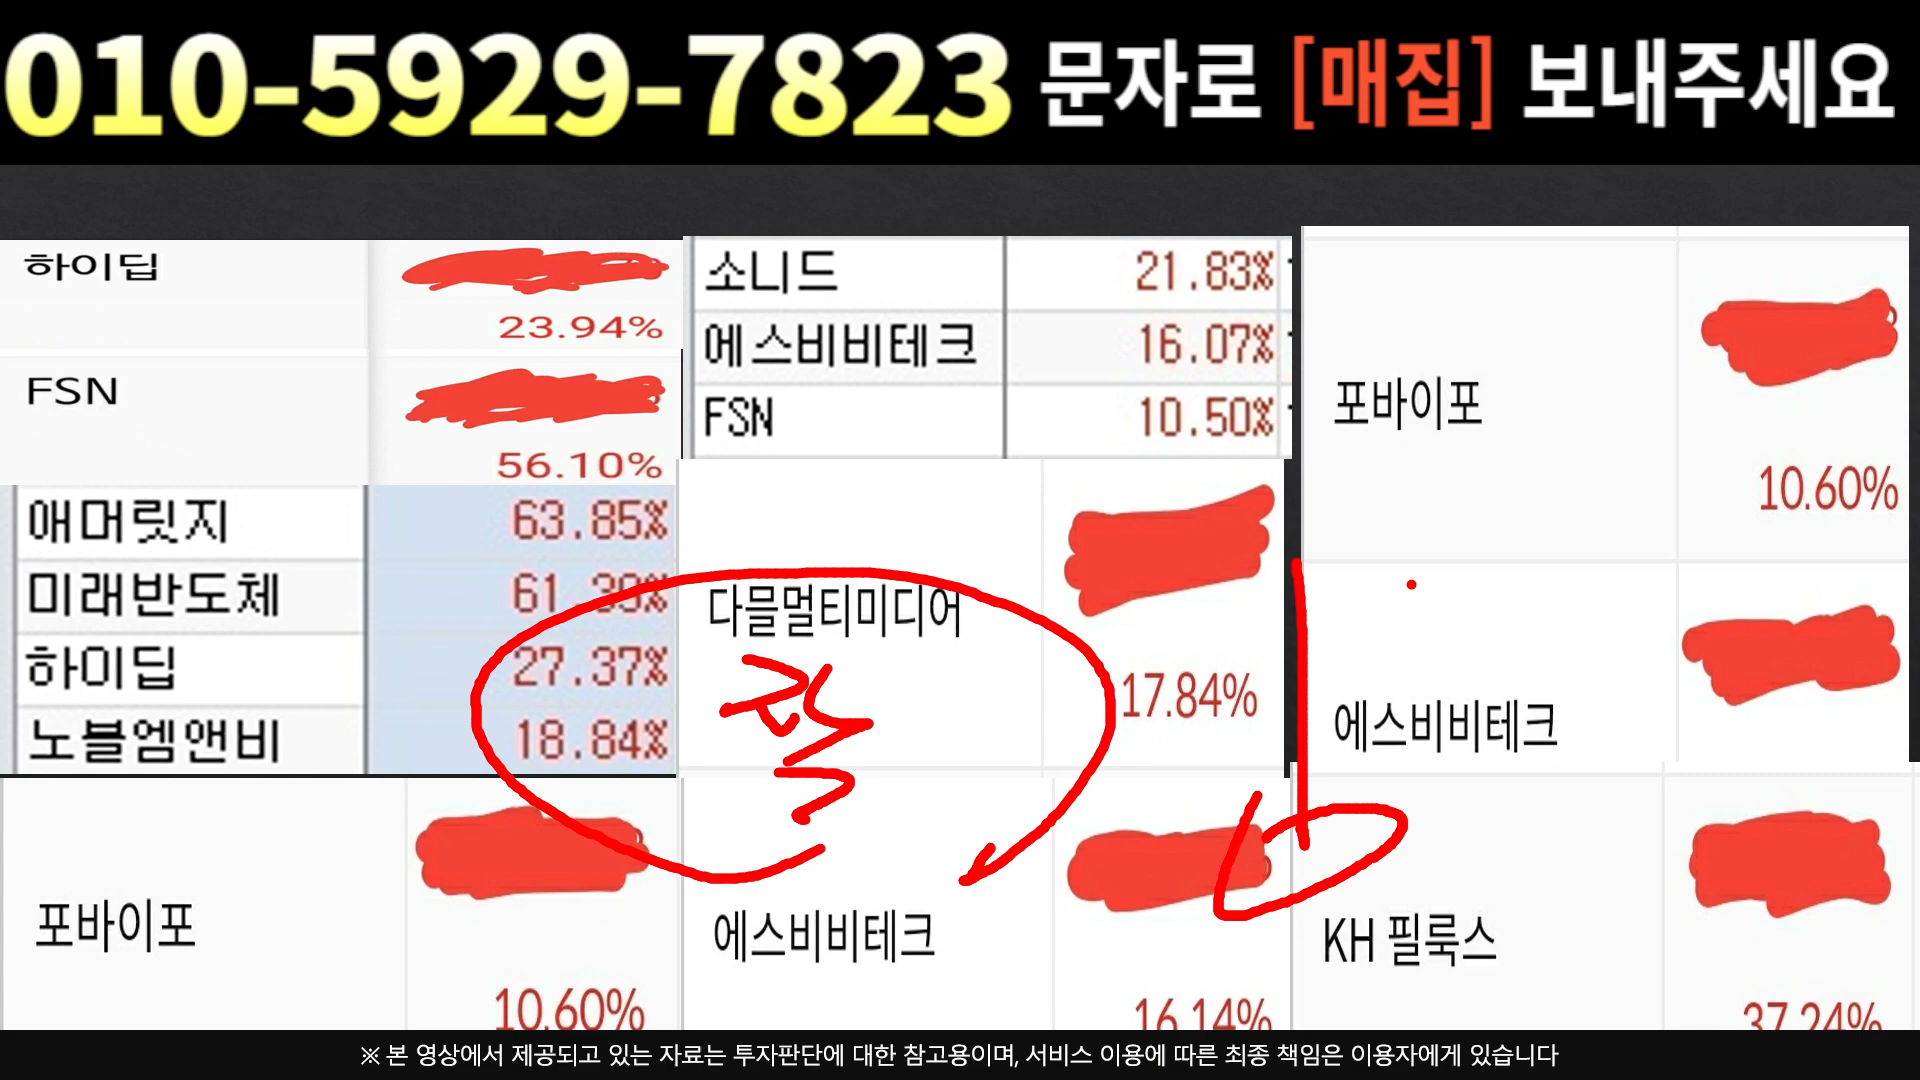 010-5929-7823 문자로 [매집] 보내주세요
하이딥
23.94%
FSN
56.10%
애머릿지 63.85%
미래반도체 61.39%
하이딥 27.37%
노블엠앤비 18.84%
소니드 21.83%
에스비비테크 16.07%
FSN 10.50%
다믈멀티미디어
17.84%
포바이포
10.60%
에스비비테크
포바이포
10.60%
에스비비테크
16.14%
KH 필룩스
37.24%
※ 본 영상에서 제공되고 있는 자료는 투자판단에 대한 참고용이며, 서비스 이용에 따른 최종 책임은 이용자에게 있습니다